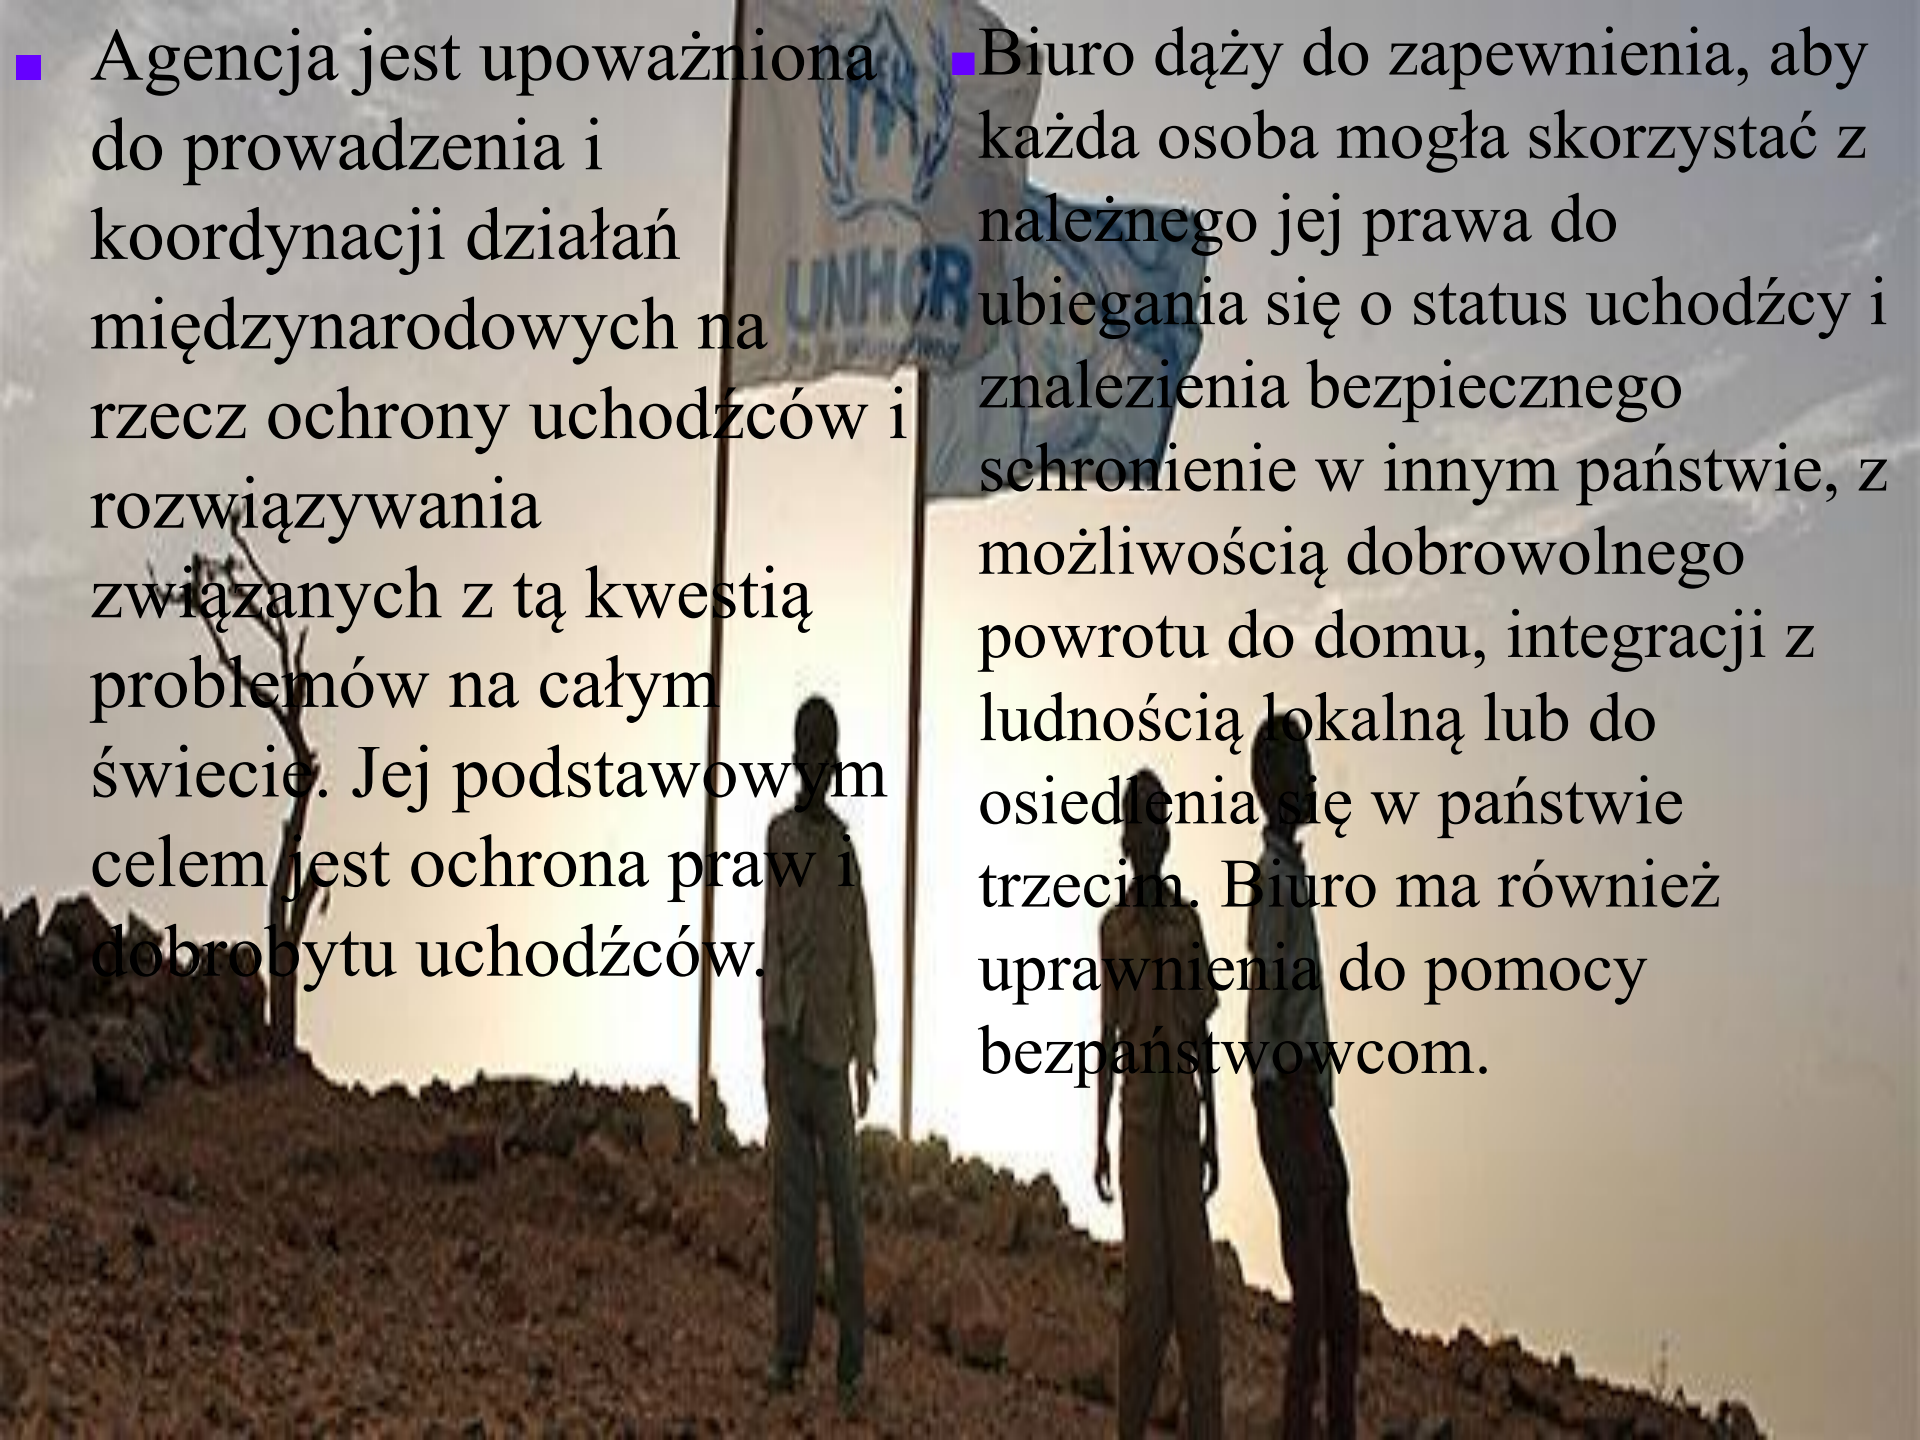 Agencja jest upoważniona
do prowadzenia i
koordynacji działań
międzynarodowych na
rzecz ochrony uchodźców i
rozwiązywania
związanych z tą kwestią
problemów na całym
świecie. Jej podstawowym
celem jest ochrona praw i
dobrobytu uchodźców.
Biuro dąży do zapewnienia, aby
każda osoba mogła skorzystać z
należnego jej prawa do
ubiegania się o status uchodźcy i
znalezienia bezpiecznego
schronienie w innym państwie, z
możliwością dobrowolnego
powrotu do domu, integracji z
ludnością lokalną lub do
osiedlenia się w państwie
trzecim. Biuro ma również
uprawnienia do pomocy
bezpaństwowcom.
UNHCR